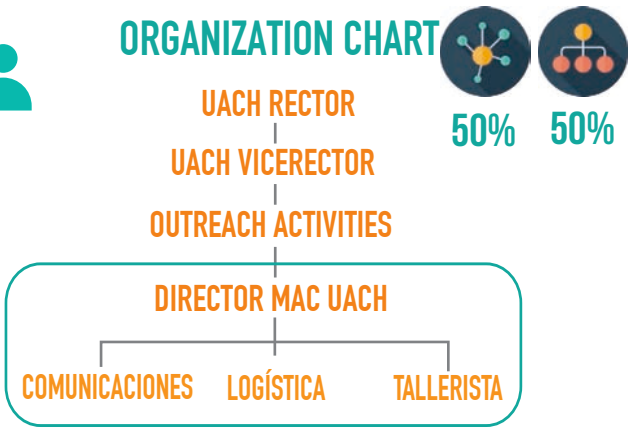 ORGANIZATION CHART
50% 50%
UACH RECTOR
UACH VICERECTOR
OUTREACH ACTIVITIES
DIRECTOR MAC UACH
COMUNICACIONES LOGÍSTICA TALLERISTA